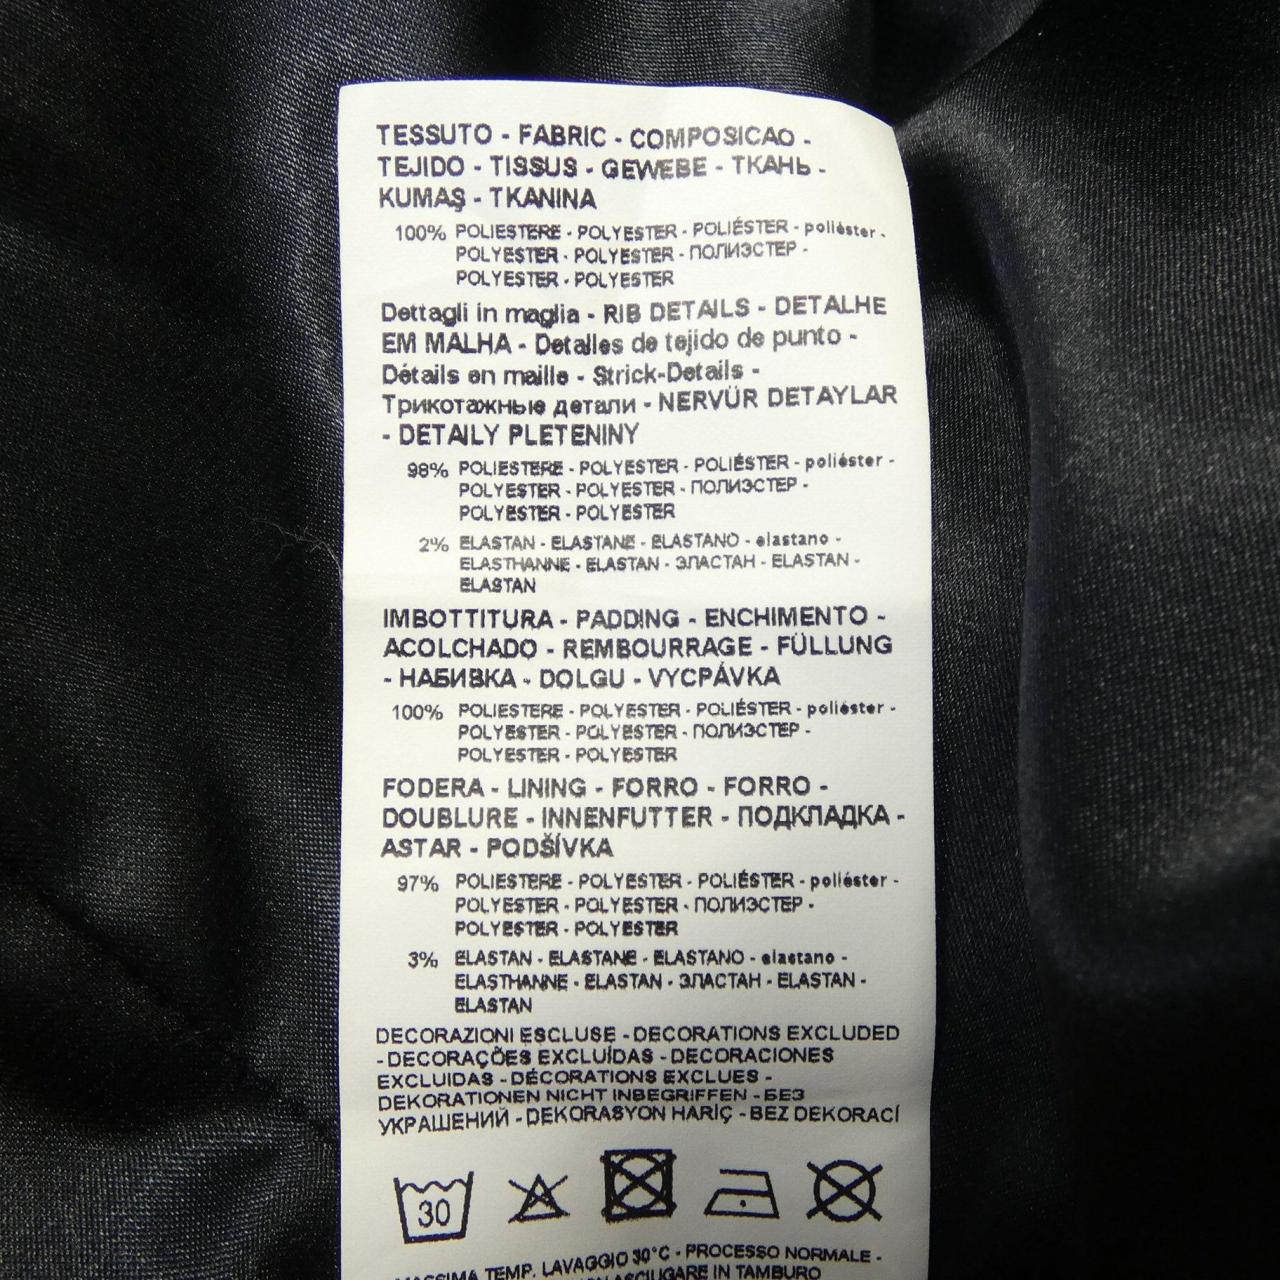 TESSUTO - FABRIC - COMPOSICAO -
TEJIDO - TISSUS - GEWEBE - ТКАНЬ -
KUMAŞ - TKANINA
100% POLIESTERE - POLYESTER - POLIÉSTER - poliéster -
POLYESTER - POLYESTER - ПОЛИЭСТЕР -
POLYESTER - POLYESTER
Dettagli in maglia - RIB DETAILS - DETALHE
EM MALHA - Detalles de tejido de punto -
Détails en maille - Strick-Details -
Трикотажные детали - NERVÜR DETAYLAR
- DETAILY PLETENINY
98% POLIESTERE - POLYESTER - POLIÉSTER - poliéster -
POLYESTER - POLYESTER - ПОЛИЭСТЕР -
POLYESTER - POLYESTER
2% ELASTAN - ELASTANE - ELASTANO - elastano -
ELASTHANNE - ELASTAN - ЭЛАСТАН - ELASTAN -
ELASTAN
IMBOTTITURA - PADDING - ENCHIMENTO -
ACOLCHADO - REMBOURRAGE - FÜLLUNG
- НАБИВКА - DOLGU - VYCPÁVKA
100% POLIESTERE - POLYESTER - POLIÉSTER - poliéster -
POLYESTER - POLYESTER - ПОЛИЭСТЕР -
POLYESTER - POLYESTER
FODERA - LINING - FORRO - FORRO -
DOUBLURE - INNENFUTTER - ПОДКЛАДКА -
ASTAR - PODŠÍVKA
97% POLIESTERE - POLYESTER - POLIÉSTER - poliéster -
POLYESTER - POLYESTER - ПОЛИЭСТЕР -
POLYESTER - POLYESTER
3% ELASTAN - ELASTANE - ELASTANO - elastano -
ELASTHANNE - ELASTAN - ЭЛАСТАН - ELASTAN -
ELASTAN
DECORAZIONI ESCLUSE - DECORATIONS EXCLUDED
- DECORAÇÕES EXCLUÍDAS - DECORACIONES
EXCLUIDAS - DÉCORATIONS EXCLUES -
DEKORATIONEN NICHT INBEGRIFFEN - БЕЗ
УКРАШЕНИЙ - DEKORASYON HARİÇ - BEZ DEKORACÍ
30
MASSIMA TEMP. LAVAGGIO 30°C - PROCESSO NORMALE -
ASCIUGARE IN TAMBURO